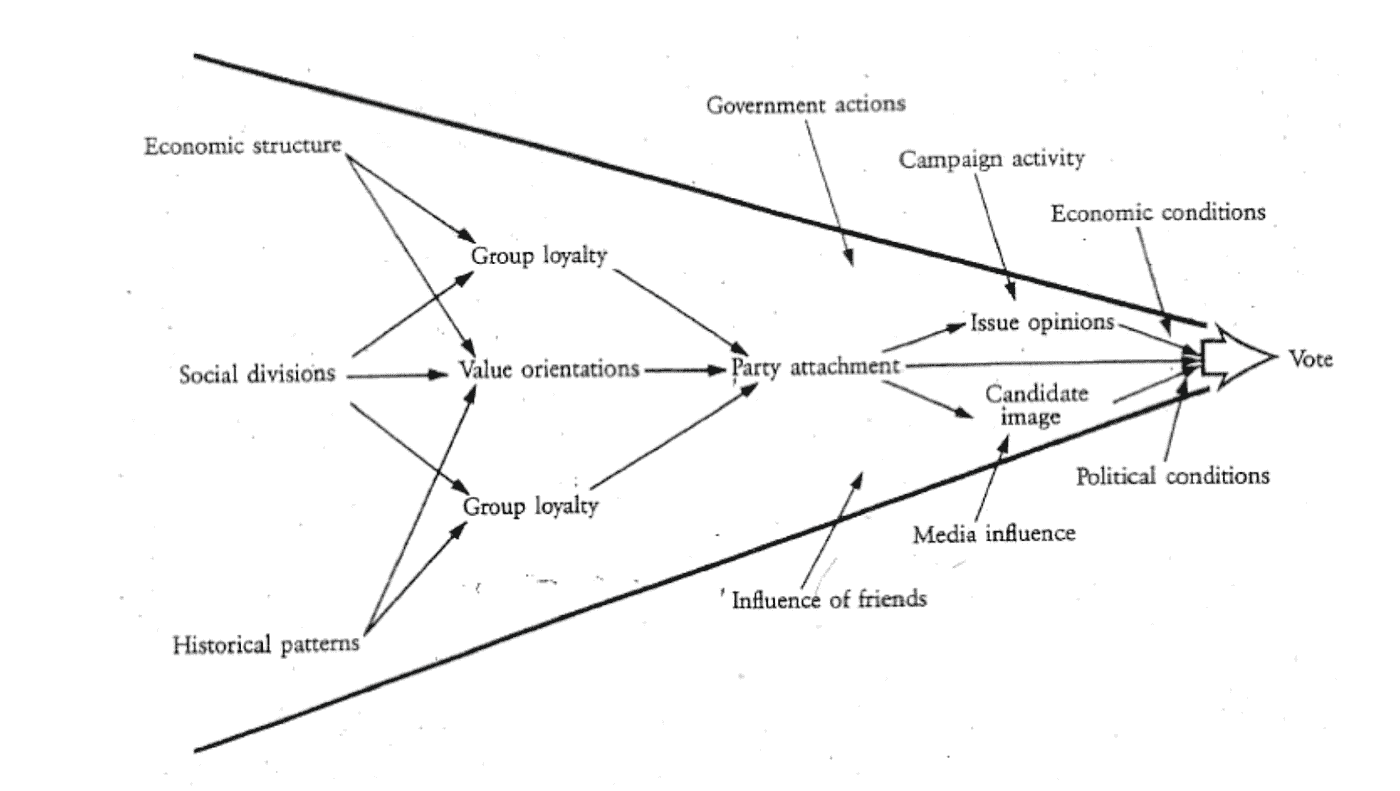 Government actions
Economic structure
Campaign activity
Economic conditions
Group loyalty
Issue opinions
Social divisions
Value orientations
Party attachment
Vote
Candidate
image
Political conditions
Group loyalty
Media influence
Influence of friends
Historical patterns